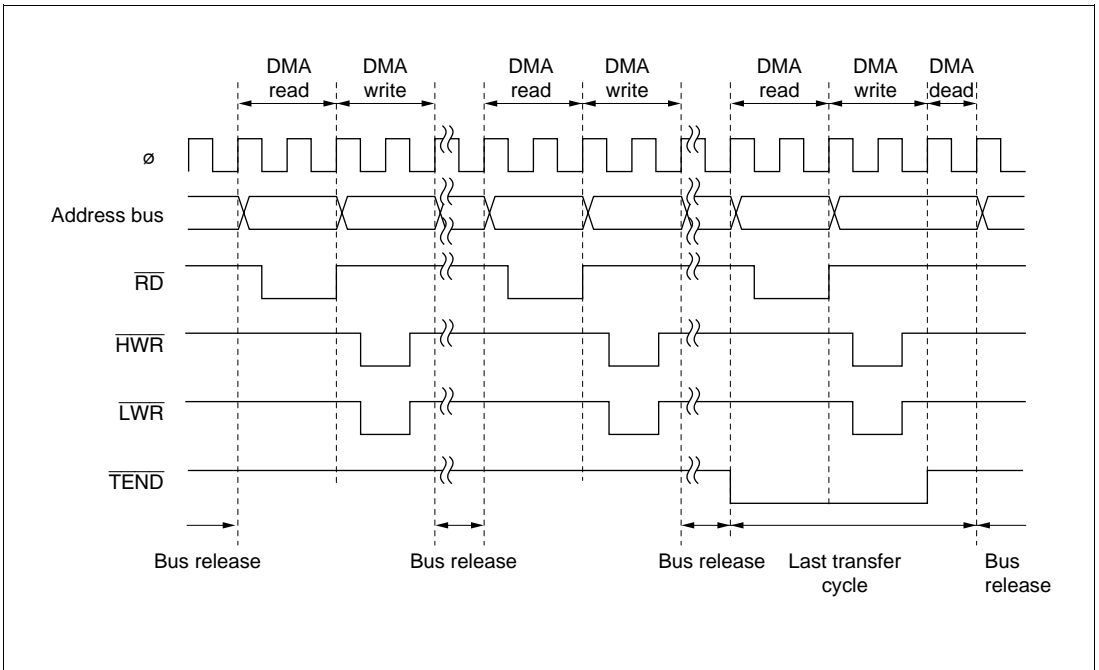 DMA read
DMA write
DMA read
DMA write
DMA read
DMA write
DMA dead
ø
Address bus
RD
HWR
LWR
TEND
Bus release
Bus release
Bus release
Last transfer cycle
Bus release